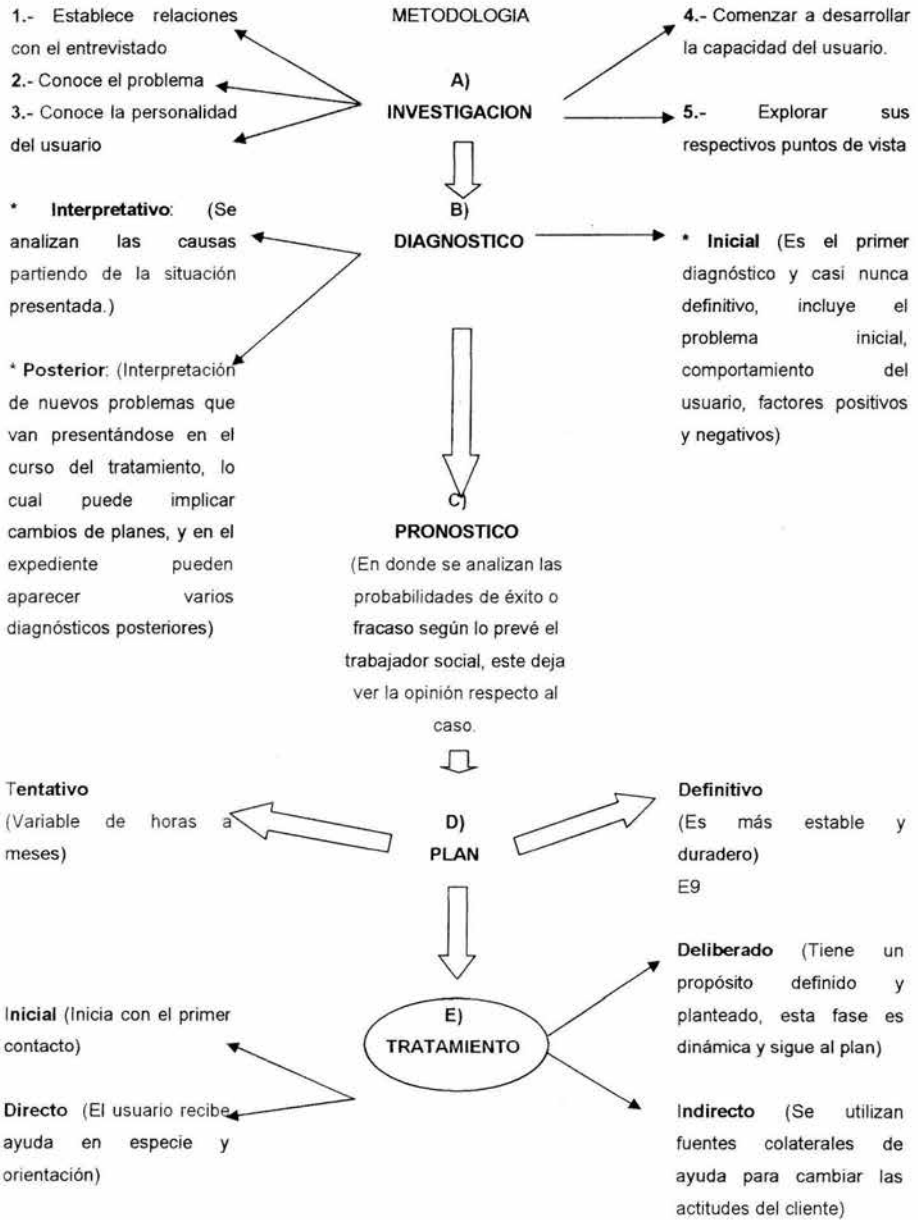 METODOLOGIA
1.- Establece relaciones
con el entrevistado
2.- Conoce el problema
3.- Conoce la personalidad
del usuario
A)
INVESTIGACION
4.- Comenzar a desarrollar
la capacidad del usuario.
5.- Explorar sus
respectivos puntos de vista
* Interpretativo: (Se
analizan las causas
partiendo de la situación
presentada.)
B)
DIAGNOSTICO
* Inicial (Es el primer
diagnóstico y casi nunca
definitivo, incluye el
problema inicial,
comportamiento del
usuario, factores positivos
y negativos)
* Posterior: (Interpretación
de nuevos problemas que
van presentándose en el
curso del tratamiento, lo
cual puede implicar
cambios de planes, y en el
expediente pueden
aparecer varios
diagnósticos posteriores)
C)
PRONOSTICO
(En donde se analizan las
probabilidades de éxito o
fracaso según lo prevé el
trabajador social, este deja
ver la opinión respecto al
caso.
Tentativo
(Variable de horas a
meses)
D)
PLAN
Definitivo
(Es más estable y
duradero)
E9
Deliberado (Tiene un
propósito definido y
planteado, esta fase es
dinámica y sigue al plan)
E)
TRATAMIENTO
Inicial (Inicia con el primer
contacto)
Directo (El usuario recibe
ayuda en especie y
orientación)
Indirecto (Se utilizan
fuentes colaterales de
ayuda para cambiar las
actitudes del cliente)